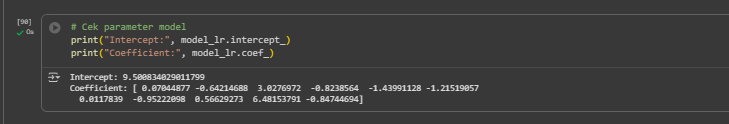 [90]
0s
# Cek parameter model
print("Intercept:", model_lr.intercept_)
print("Coefficient:", model_lr.coef_)
Intercept: 9.500834029011799
Coefficient: [ 0.07044877 -0.64214688  3.0276972  -0.8238564  -1.43991128 -1.21519057
  0.0117839  -0.95222098  0.56629273  6.48153791 -0.84744694]